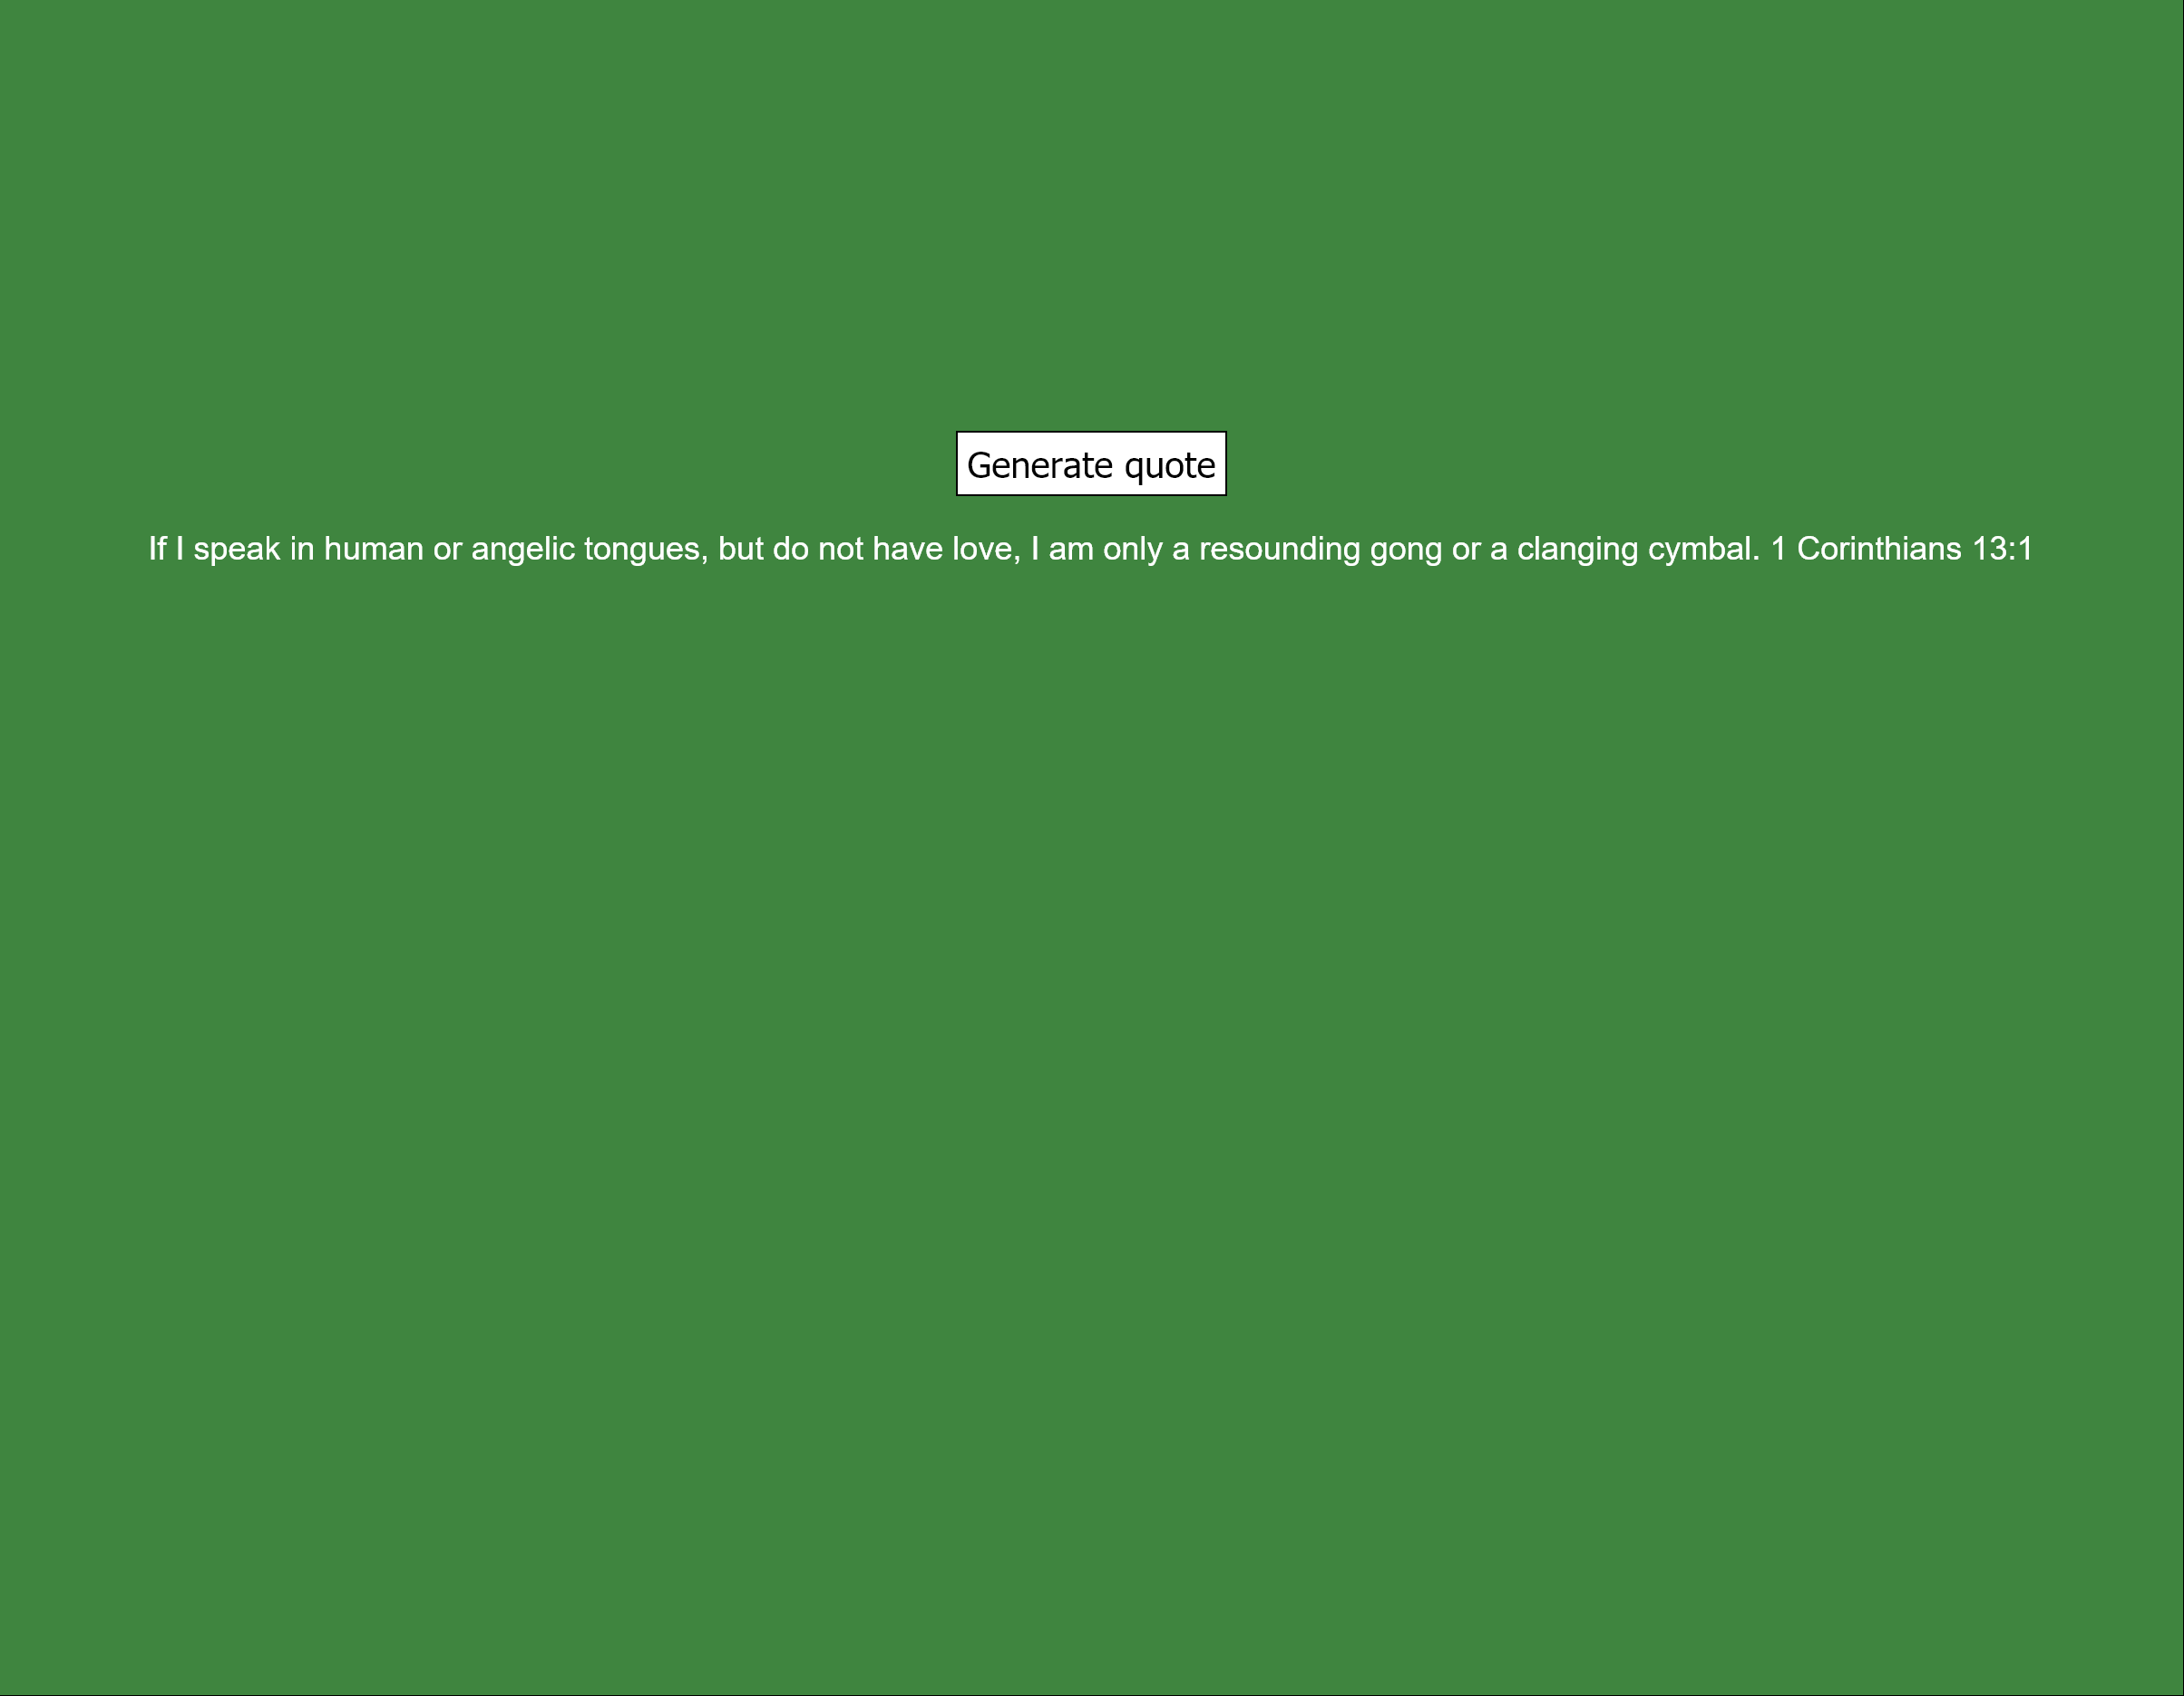 Generate quote
If I speak in human or angelic tongues, but do not have love, I am only a resounding gong or a clanging cymbal. 1 Corinthians 13:1